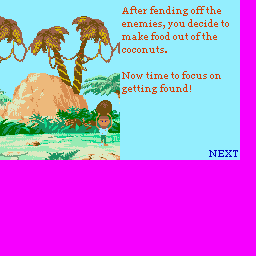 After fending off the
enemies, you decide to
make food out of the
coconuts.
Now time to focus on
getting found!
NEXT